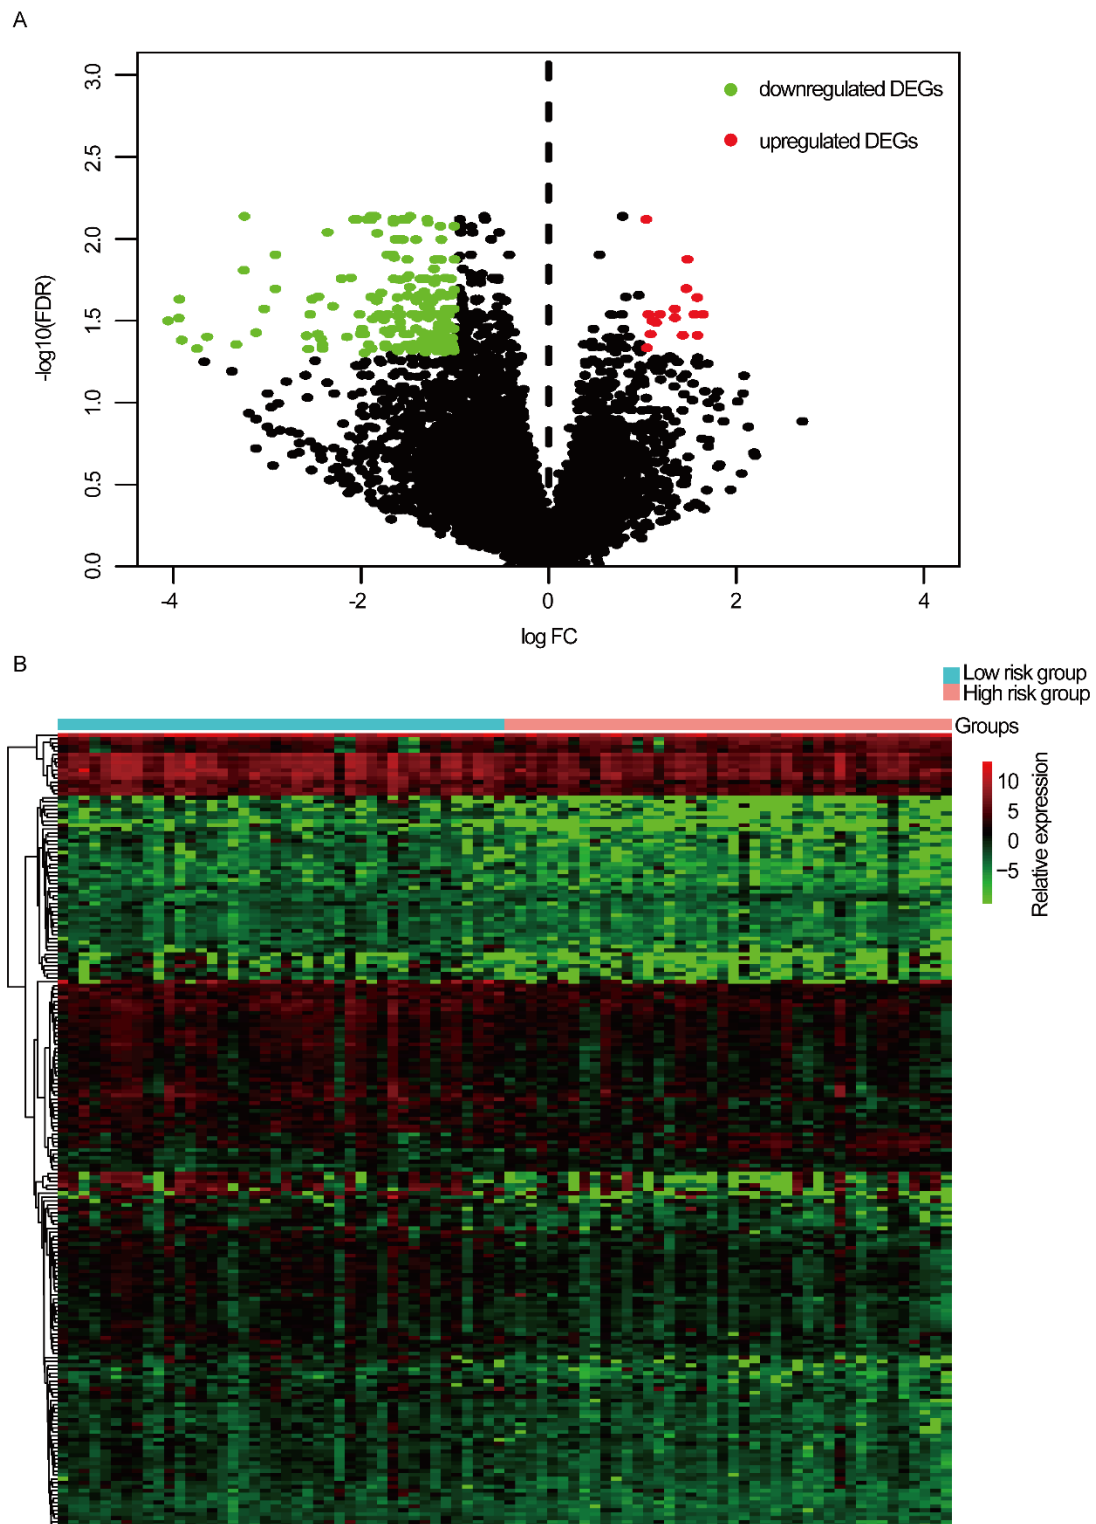 A
3.0
2.5
2.0
1.5
1.0
0.5
0.0
-log10(FDR)
downregulated DEGs
upregulated DEGs
-4
-2
0
2
4
log FC
B
Low risk group
High risk group
Groups
10
5
0
−5
Relative expression